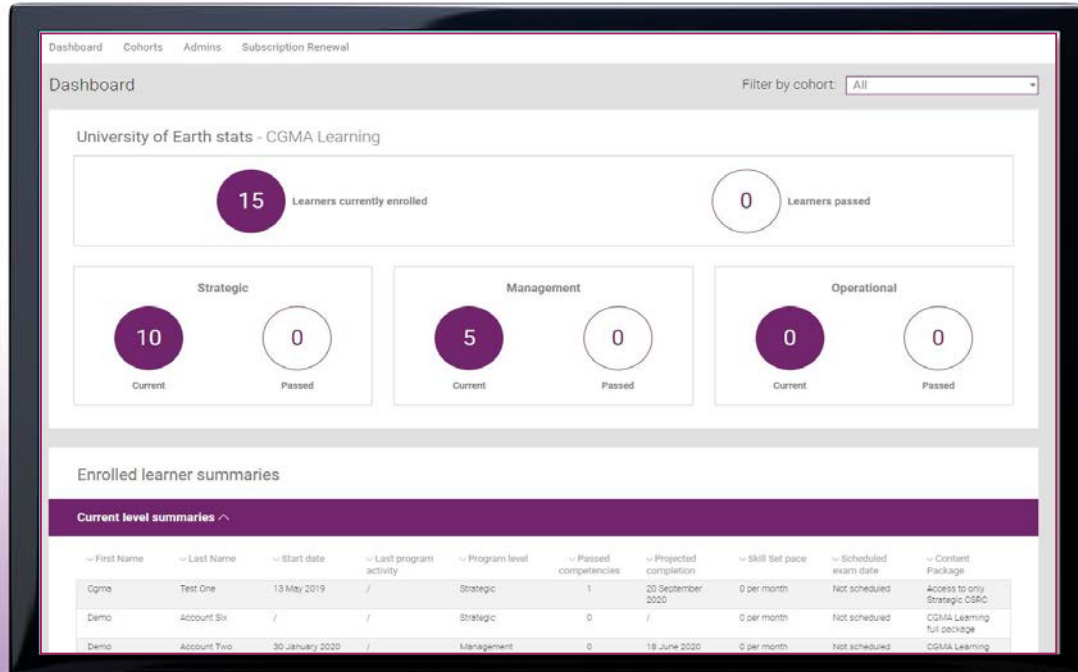 Dashboard Cohorts Admins Subscription Renewal
Dashboard
Filter by cohort: All
University of Earth stats - CGMA Learning
15 Learners currently enrolled
0 Learners passed
Strategic
10
0
Current
Passed
Management
5
0
Current
Passed
Operational
0
0
Current
Passed
Enrolled learner summaries
Current level summaries
First Name Last Name Start date Last program activity Program level Passed competencies Projected completion Skill Set pace Scheduled exam date Content Package
Cgma Test One 13 May 2019 / Strategic 1 20 September 2020 0 per month Not scheduled Access to only Strategic CSRC
Demo Account Six / / Strategic 0 / 0 per month Not scheduled CGMA Learning full package
Demo Account Two 30 January 2020 / Management 0 18 June 2020 0 per month Not scheduled CGMA Learning